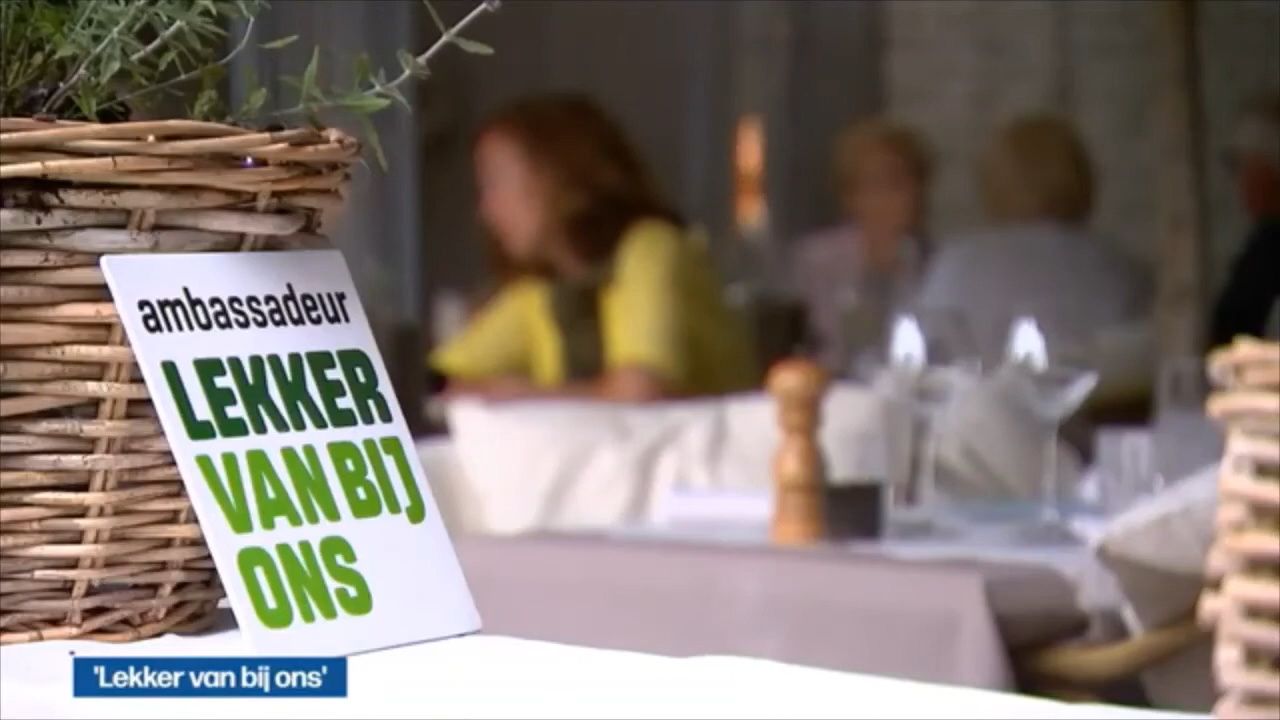 ambassadeur
LEKKER
VAN BIJ
ONS
'Lekker van bij ons'